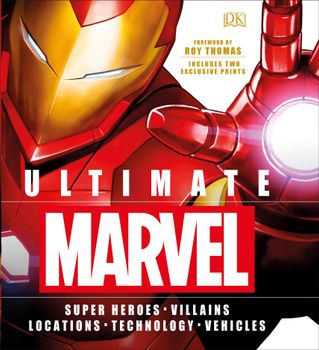 DK
FOREWORD BY
ROY THOMAS
INCLUDES TWO
EXCLUSIVE PRINTS
ULTIMATE
MARVEL
SUPER HEROES · VILLAINS
LOCATIONS · TECHNOLOGY · VEHICLES